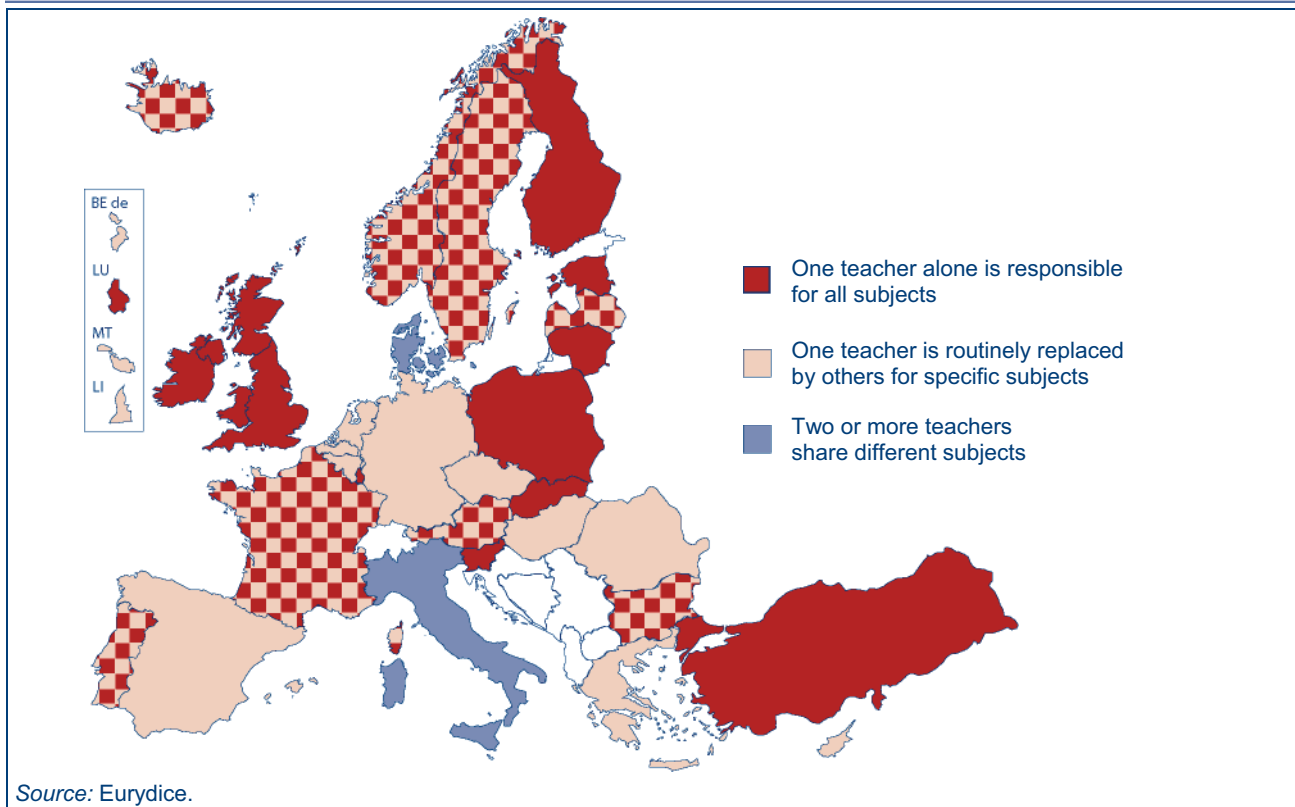 BE de
LU
MT
LI
One teacher alone is responsible
for all subjects
One teacher is routinely replaced
by others for specific subjects
Two or more teachers
share different subjects
Source: Eurydice.